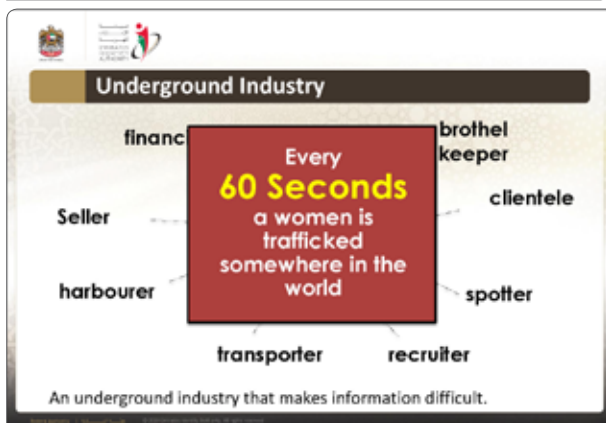 Underground Industry
financ
brothel
keeper
Every
60 Seconds
a women is
trafficked
somewhere in the
world
clientele
Seller
harbourer
spotter
transporter
recruiter
An underground industry that makes information difficult.